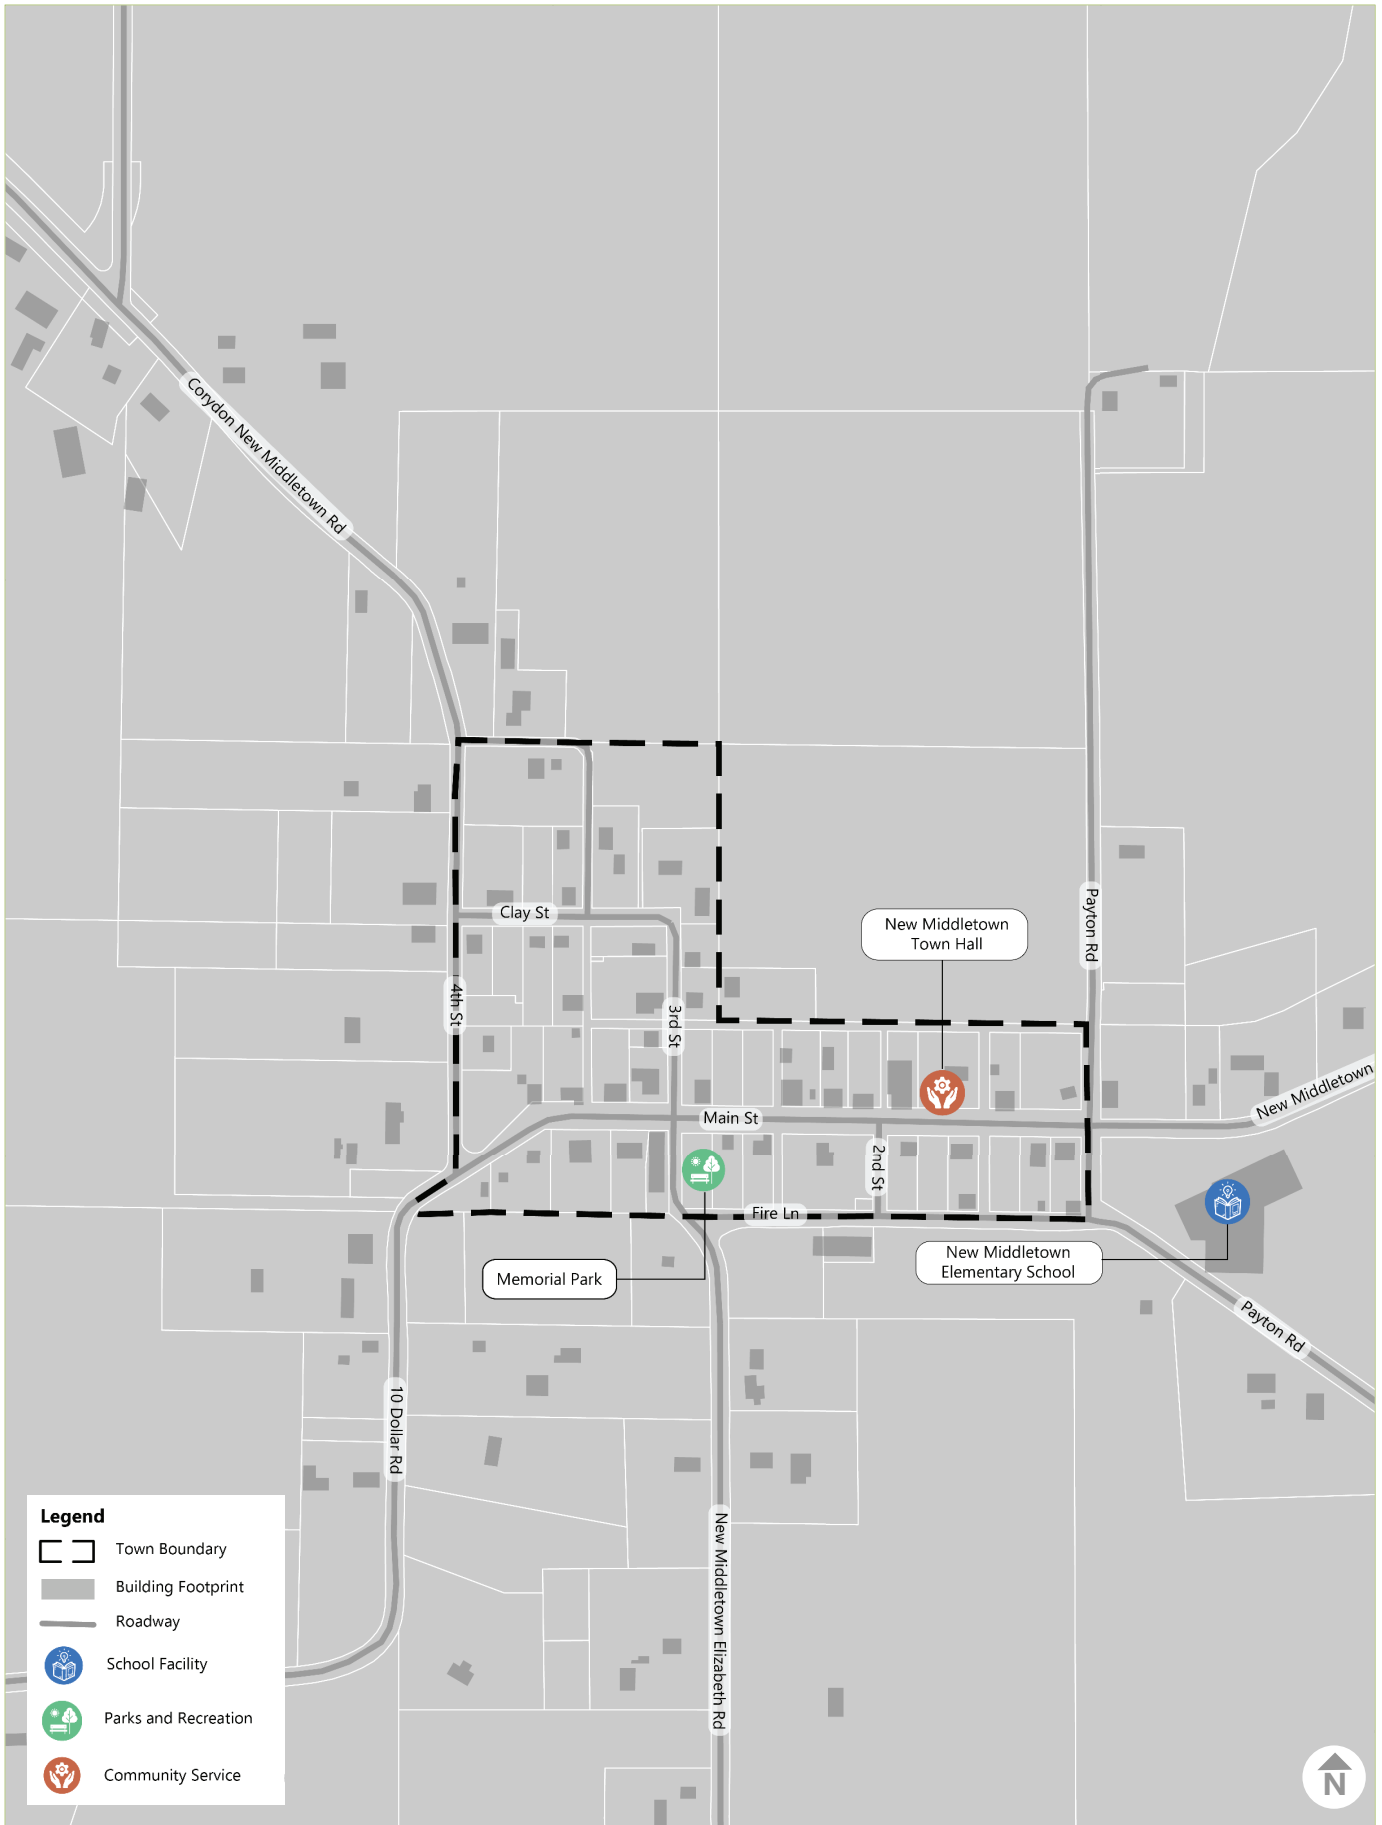 Corydon New Middletown Rd
Payton Rd
New Middletown
Town Hall
Clay St
4th St
3rd St
Main St
New Middletown
2nd St
Fire Ln
New Middletown
Elementary School
Memorial Park
Payton Rd
10 Dollar Rd
New Middletown Elizabeth Rd
Legend
Town Boundary
Building Footprint
Roadway
School Facility
Parks and Recreation
Community Service
N